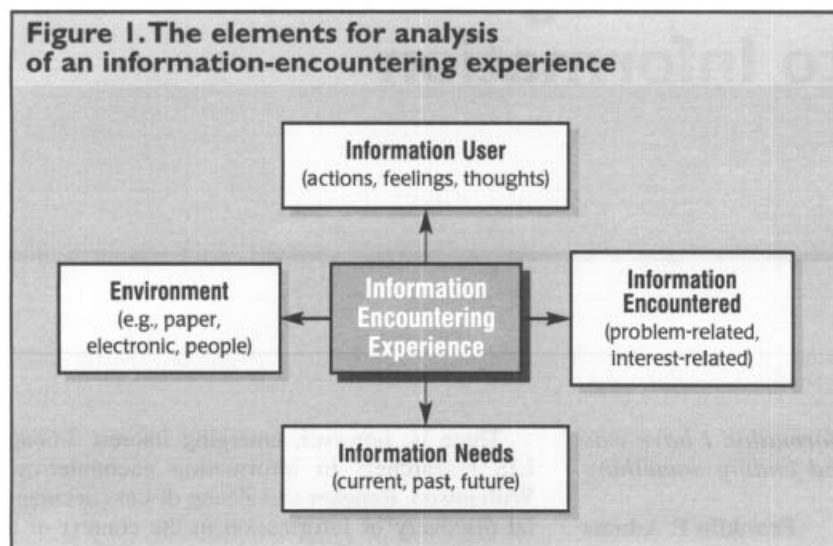 Figure 1. The elements for analysis
of an information-encountering experience
Information User
(actions, feelings, thoughts)
Environment
(e.g., paper,
electronic, people)
Information
Encountering
Experience
Information
Encountered
(problem-related,
interest-related)
Information Needs
(current, past, future)